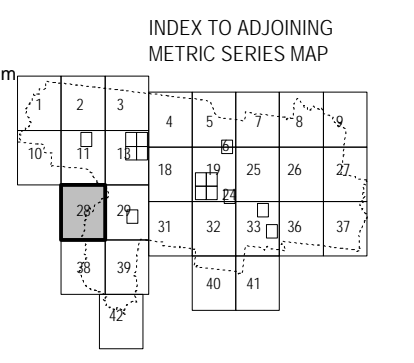 INDEX TO ADJOINING
METRIC SERIES MAP
m
1 2 3 4 5 7 8 9
6
10 11 13 18 19 25 26 27
24
28 29 31 32 33 36 37
38 39 40 41
42